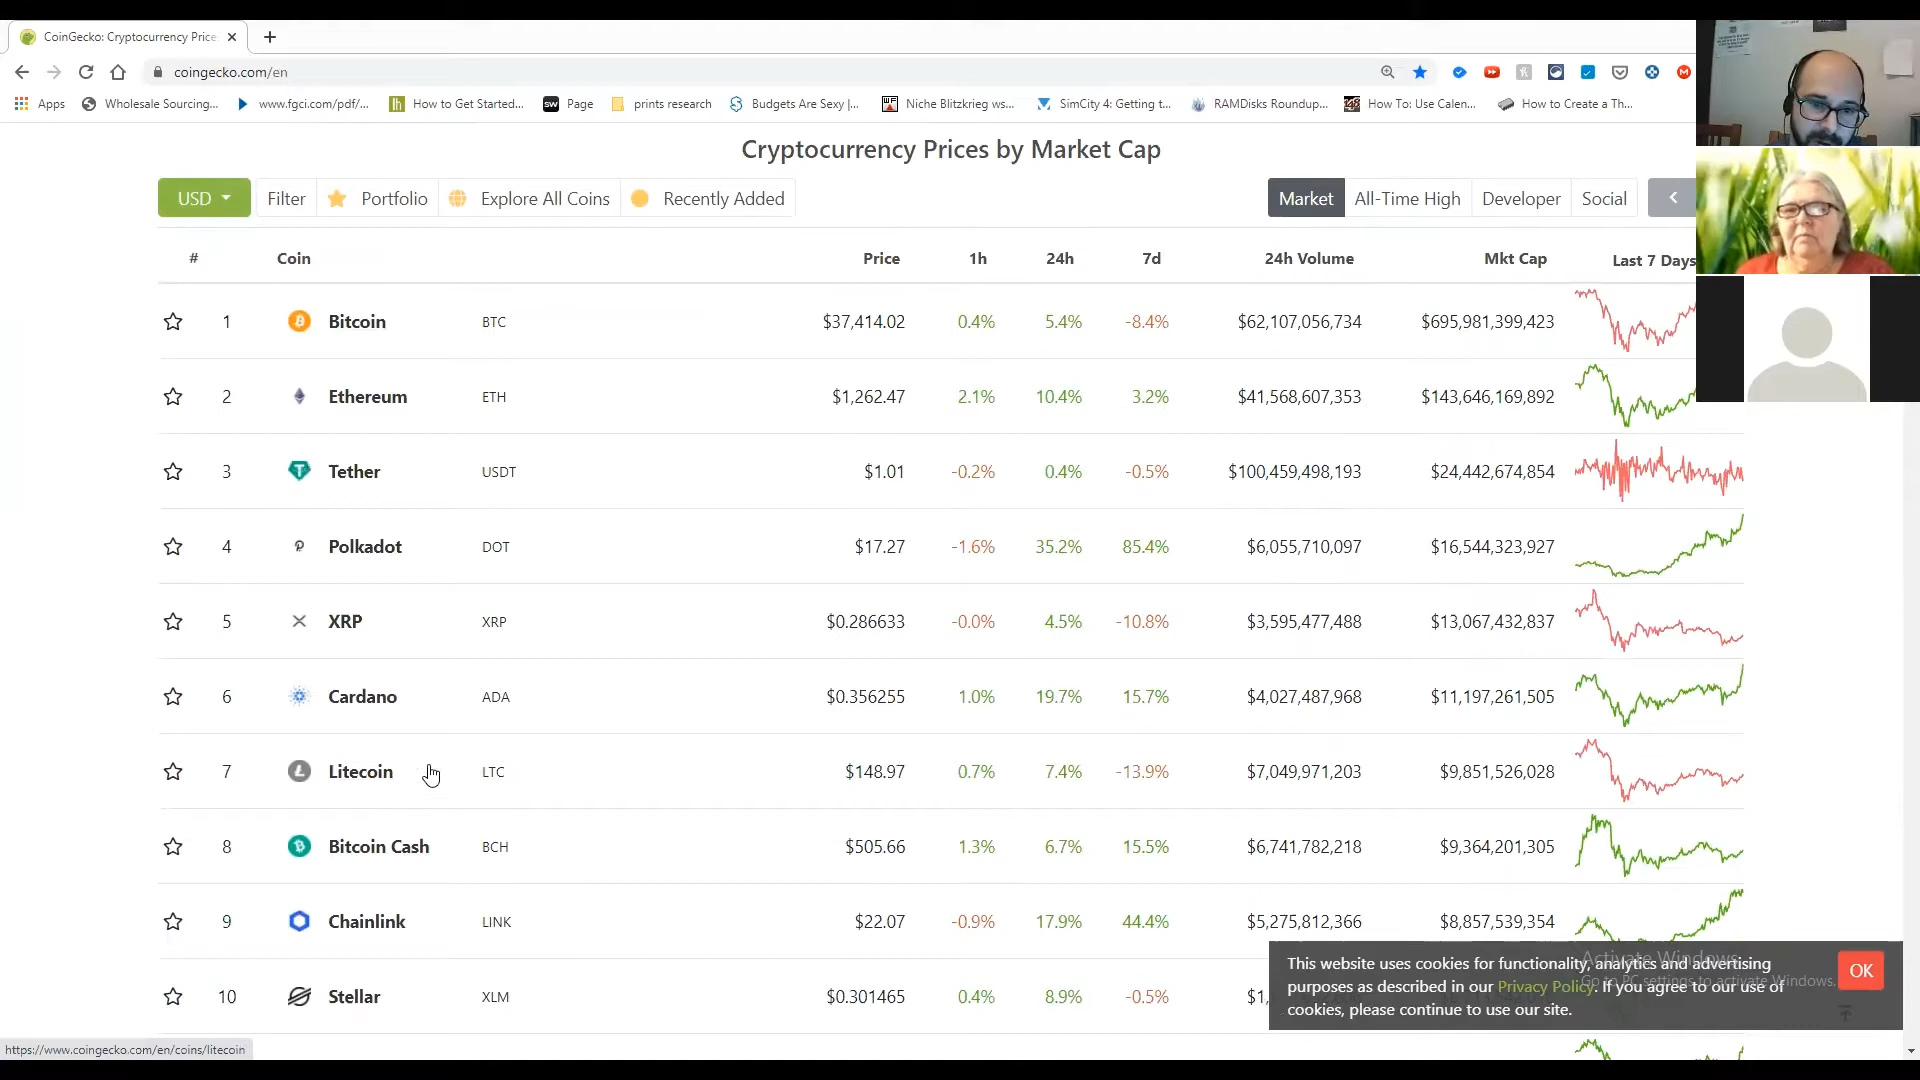 CoinGecko: Cryptocurrency Price
coingecko.com/en
Apps Wholesale Sourcing... www.fgci.com/pdf/... How to Get Started... Page prints research Budgets Are Sexy |... Niche Blitzkrieg ws... SimCity 4: Getting t... RAMDisks Roundup... How To: Use Calen... How to Create a Th...
Cryptocurrency Prices by Market Cap
USD Filter Portfolio Explore All Coins Recently Added Market All-Time High Developer Social
# Coin Price 1h 24h 7d 24h Volume Mkt Cap Last 7 Days
1 Bitcoin BTC $37,414.02 0.4% 5.4% -8.4% $62,107,056,734 $695,981,399,423
2 Ethereum ETH $1,262.47 2.1% 10.4% 3.2% $41,568,607,353 $143,646,169,892
3 Tether USDT $1.01 -0.2% 0.4% -0.5% $100,459,498,193 $24,442,674,854
4 Polkadot DOT $17.27 -1.6% 35.2% 85.4% $6,055,710,097 $16,544,323,927
5 XRP XRP $0.286633 -0.0% 4.5% -10.8% $3,595,477,488 $13,067,432,837
6 Cardano ADA $0.356255 1.0% 19.7% 15.7% $4,027,487,968 $11,197,261,505
7 Litecoin LTC $148.97 0.7% 7.4% -13.9% $7,049,971,203 $9,851,526,028
8 Bitcoin Cash BCH $505.66 1.3% 6.7% 15.5% $6,741,782,218 $9,364,201,305
9 Chainlink LINK $22.07 -0.9% 17.9% 44.4% $5,275,812,366 $8,857,539,354
10 Stellar XLM $0.301465 0.4% 8.9% -0.5%
Activate Windows
Go to PC settings to activate Windows.
This website uses cookies for functionality, analytics and advertising
purposes as described in our Privacy Policy. If you agree to our use of
cookies, please continue to use our site.
OK
https://www.coingecko.com/en/coins/litecoin